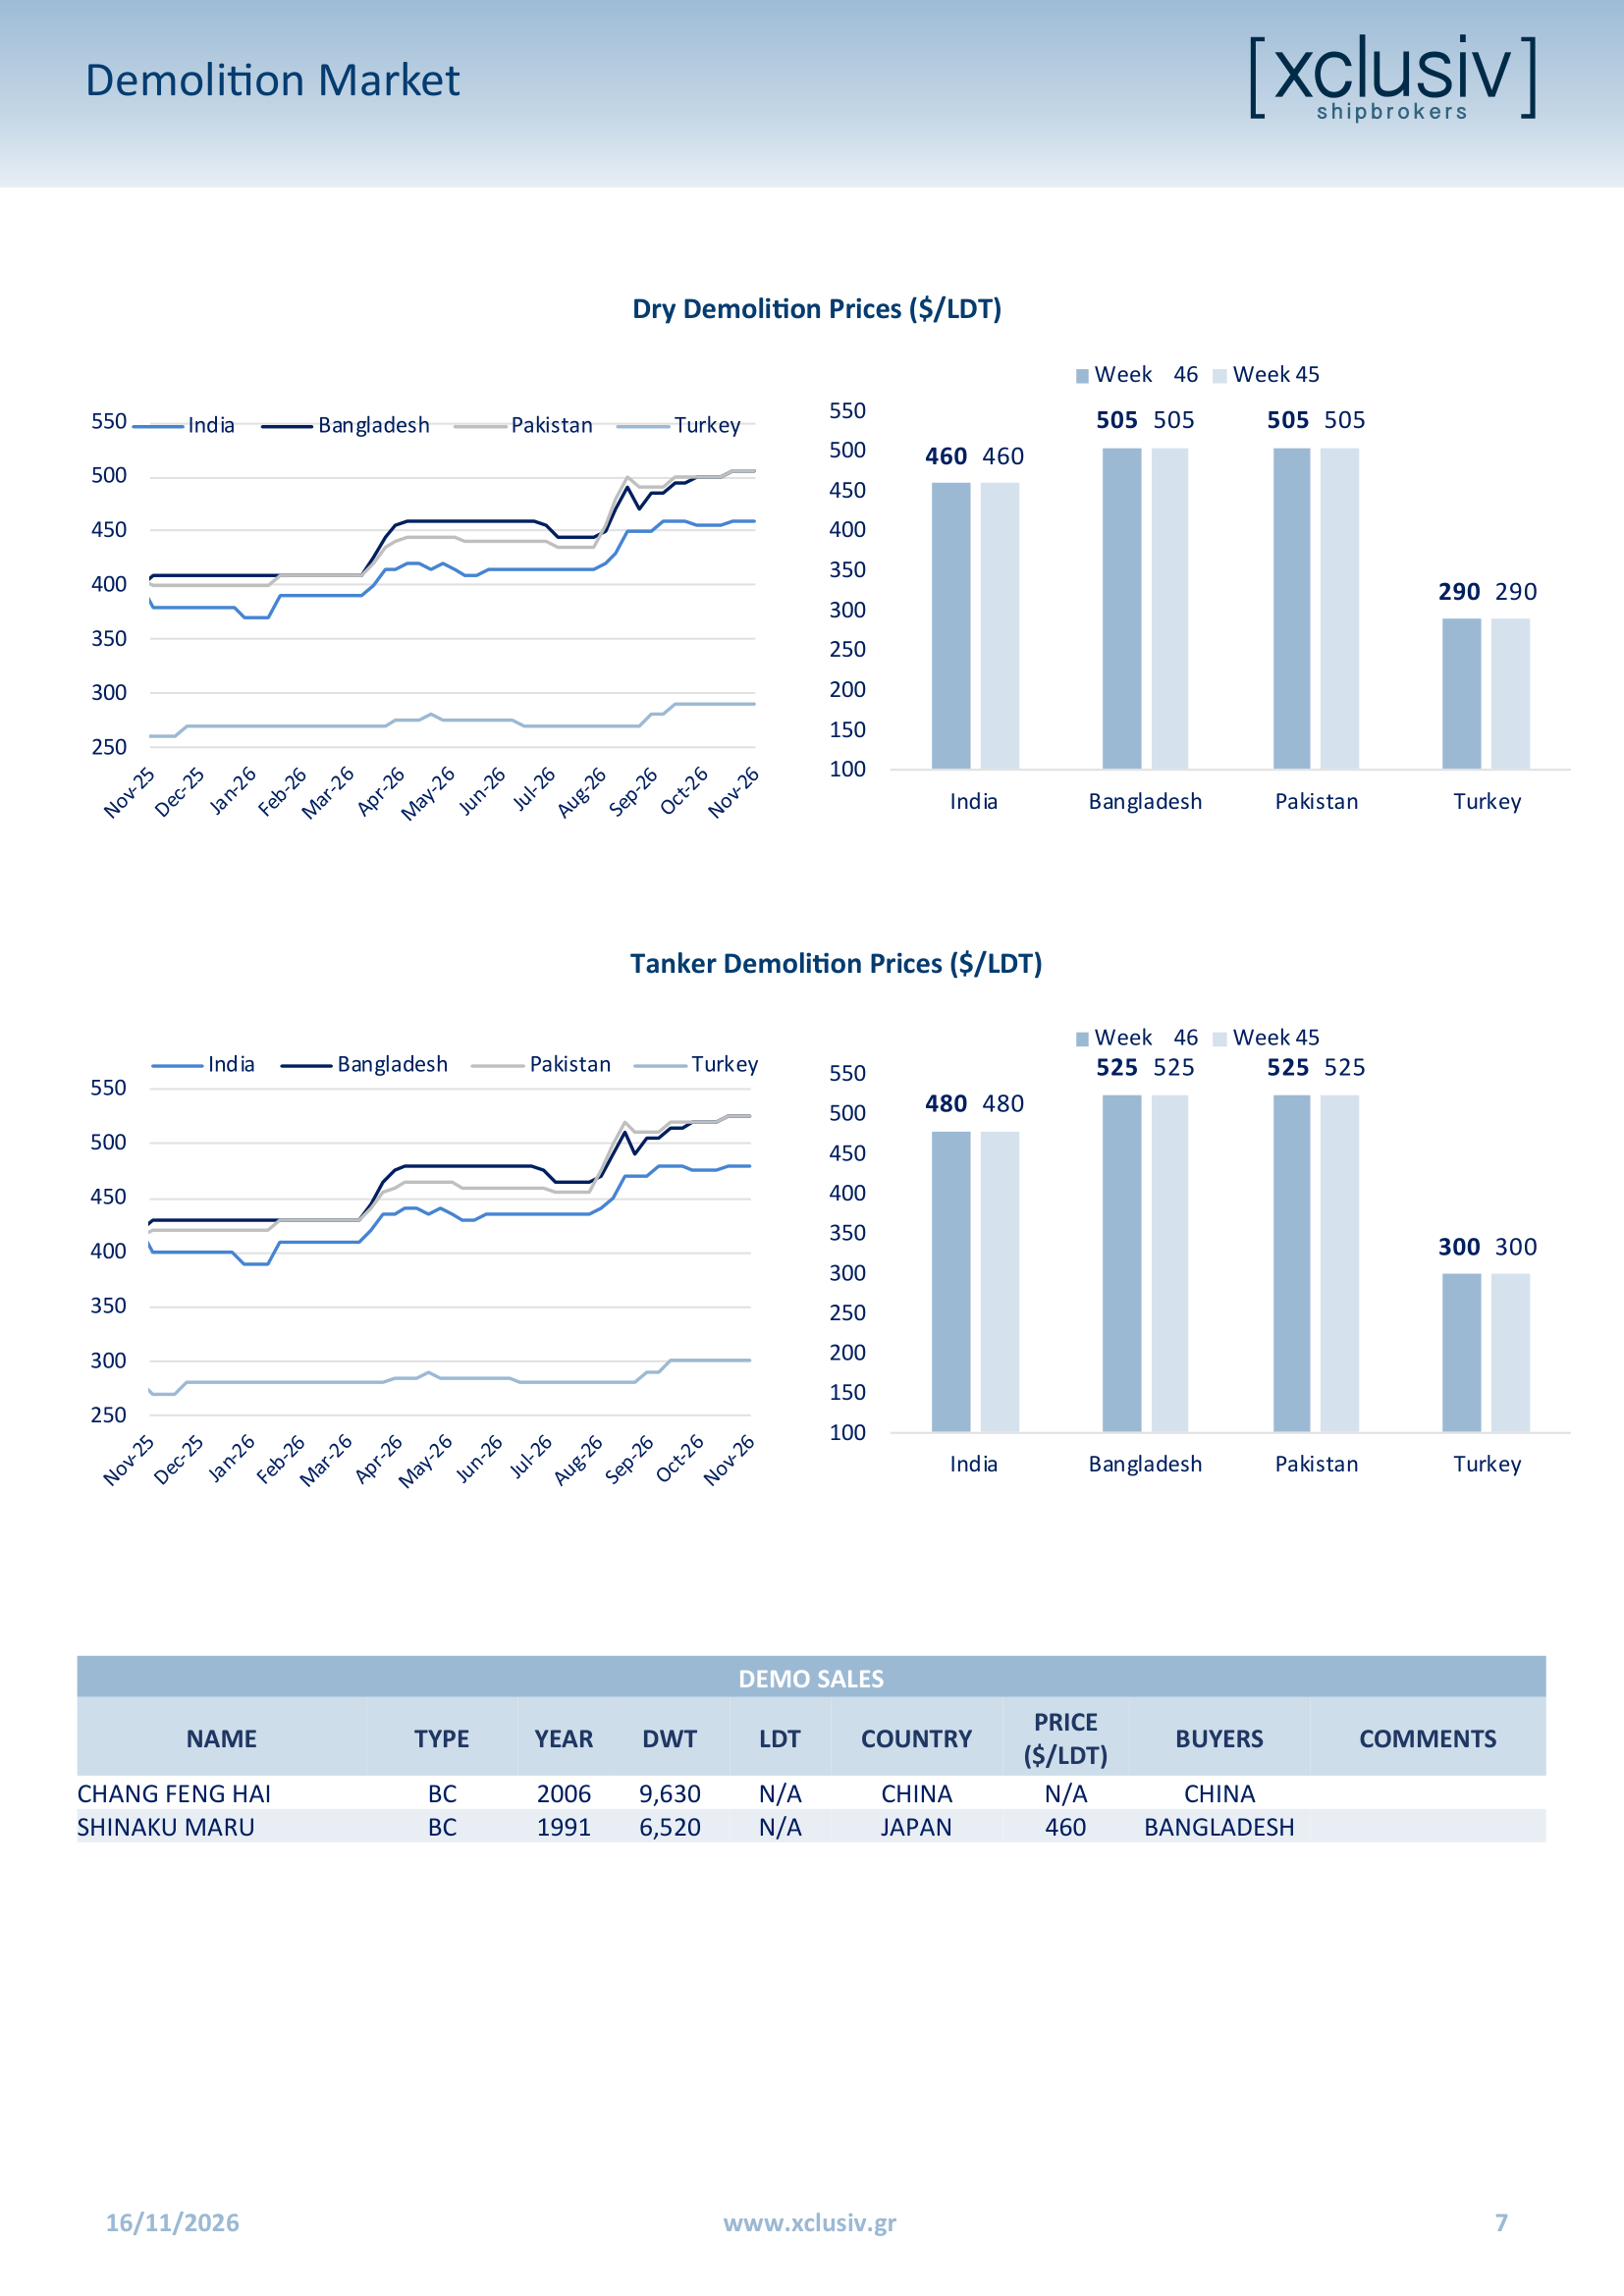 Demolition Market
[xclusiv]
shipbrokers
Dry Demolition Prices ($/LDT)
India Bangladesh Pakistan Turkey
550
500
450
400
350
300
250
Nov-25 Dec-25 Jan-26 Feb-26 Mar-26 Apr-26 May-26 Jun-26 Jul-26 Aug-26 Sep-26 Oct-26 Nov-26
Week 46 Week 45
550
500
450
400
350
300
250
200
150
100
460 460 505 505 505 505 290 290
India Bangladesh Pakistan Turkey
Tanker Demolition Prices ($/LDT)
India Bangladesh Pakistan Turkey
550
500
450
400
350
300
250
Nov-25 Dec-25 Jan-26 Feb-26 Mar-26 Apr-26 May-26 Jun-26 Jul-26 Aug-26 Sep-26 Oct-26 Nov-26
Week 46 Week 45
550
500
450
400
350
300
250
200
150
100
480 480 525 525 525 525 300 300
India Bangladesh Pakistan Turkey
DEMO SALES
NAME TYPE YEAR DWT LDT COUNTRY PRICE ($/LDT) BUYERS COMMENTS
CHANG FENG HAI BC 2006 9,630 N/A CHINA N/A CHINA
SHINAKU MARU BC 1991 6,520 N/A JAPAN 460 BANGLADESH
16/11/2026 www.xclusiv.gr 7